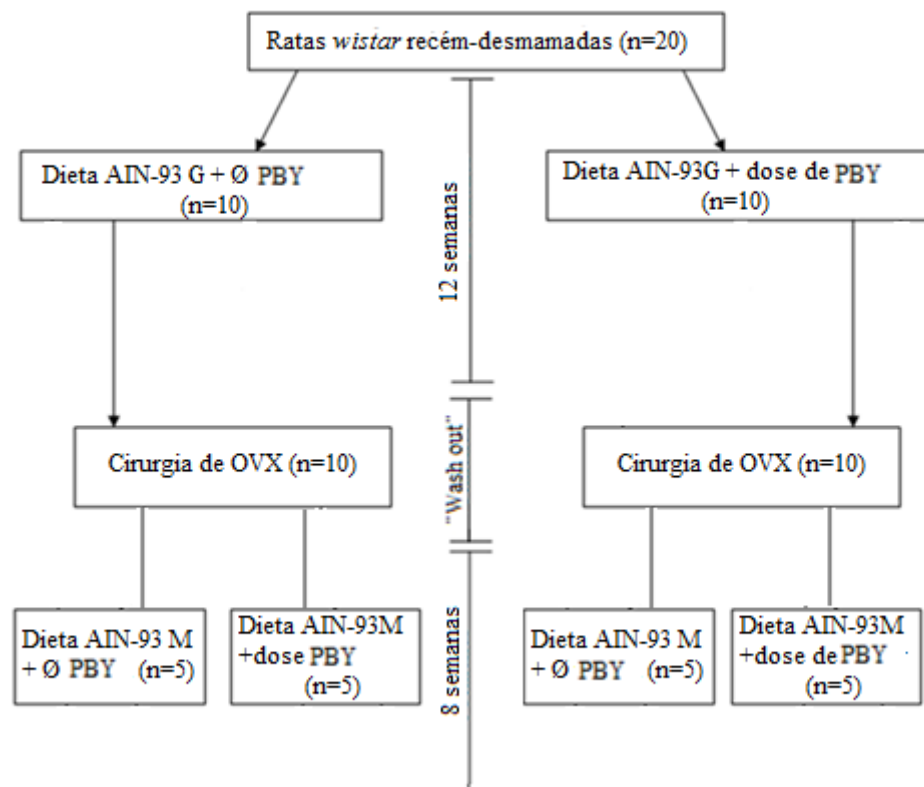 Ratas wistar recém-desmamadas (n=20)
Dieta AIN-93 G + Ø PBY
(n=10)
Dieta AIN-93G + dose de PBY
(n=10)
12 semanas
Cirurgia de OVX (n=10)
"Wash out"
Cirurgia de OVX (n=10)
Dieta AIN-93 M
+ Ø PBY (n=5)
Dieta AIN-93M
+dose PBY
(n=5)
8 semanas
Dieta AIN-93 M
+ Ø PBY (n=5)
Dieta AIN-93M
+dose de PBY
(n=5)